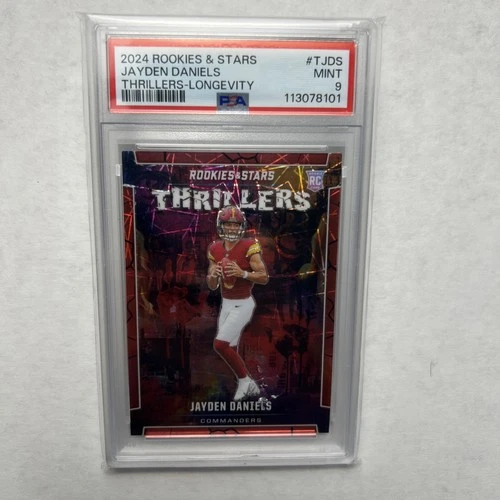 2024 ROOKIES & STARS #TJDS
JAYDEN DANIELS MINT
THRILLERS-LONGEVITY 9
PSA 113078101
ROOKIES & STARS RC
THRILLERS
JAYDEN DANIELS
COMMANDERS